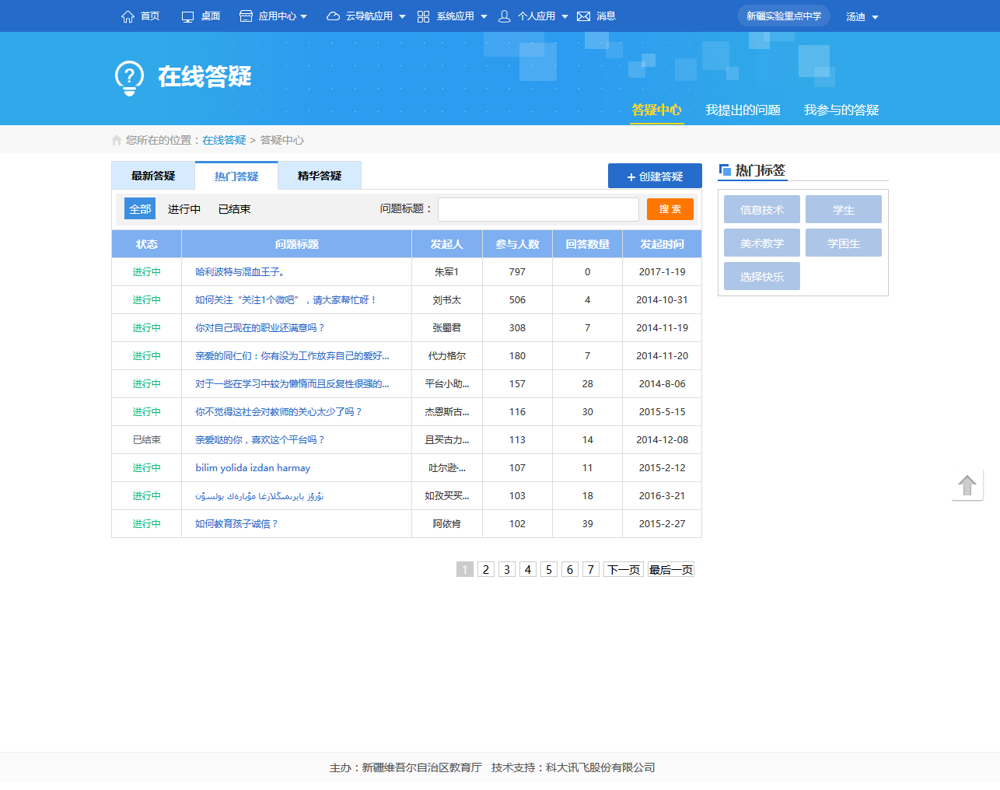 首页 桌面 应用中心 云导航应用 系统应用 个人应用 消息 新疆实验重点中学 汤迪
在线答疑
答疑中心 我提出的问题 我参与的答疑
您所在的位置：在线答疑 > 答疑中心
最新答疑 热门答疑 精华答疑 + 创建答疑
全部 进行中 已结束 问题标题： 搜 索
状态 问题标题 发起人 参与人数 回答数量 发起时间
进行中 哈利波特与混血王子。 朱军1 797 0 2017-1-19
进行中 如何关注“关注1个微吧”，请大家帮忙呀！ 刘书太 506 4 2014-10-31
进行中 你对自己现在的职业还满意吗？ 张蜀君 308 7 2014-11-19
进行中 亲爱的同仁们：你有没为工作放弃自己的爱好... 代力格尔 180 7 2014-11-20
进行中 对于一些在学习中较为懒惰而且反复性很强的... 平台小助... 157 28 2014-8-06
进行中 你不觉得这社会对教师的关心太少了吗？ 杰恩斯古... 116 30 2015-5-15
已结束 亲爱哒的你，喜欢这个平台吗？ 且买古力... 113 14 2014-12-08
进行中 bilim yolida izdan harmay 吐尔逊·... 107 11 2015-2-12
进行中 نۇرۇز بايرىمىڭلارغا مۇبارەك بولسۇن 如孜买买... 103 18 2016-3-21
进行中 如何教育孩子诚信？ 阿依肯 102 39 2015-2-27
1 2 3 4 5 6 7 下一页 最后一页
热门标签
信息技术 学生
美术教学 学困生
选择快乐
主办：新疆维吾尔自治区教育厅 技术支持：科大讯飞股份有限公司